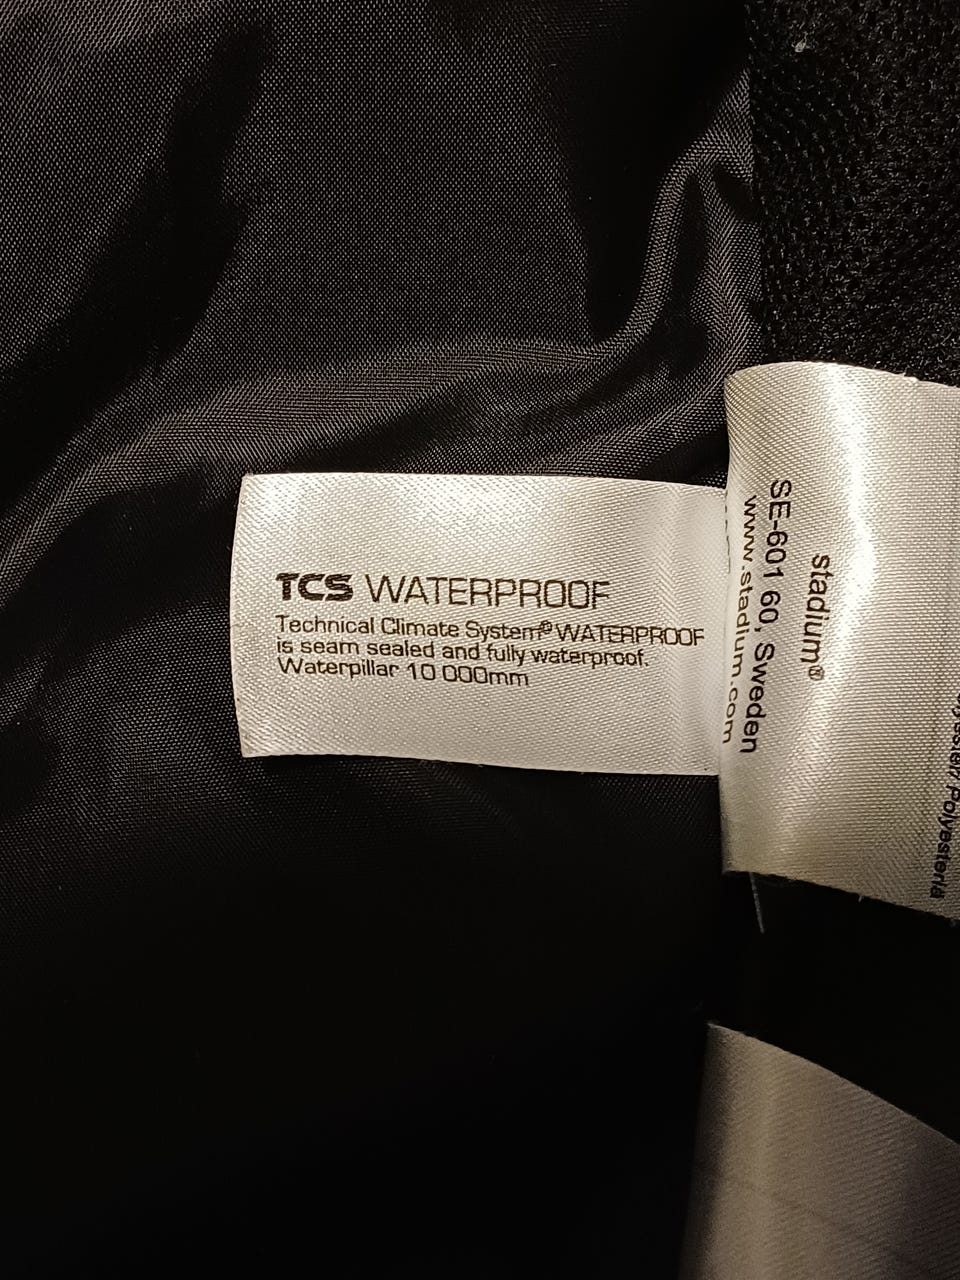 TCS WATERPROOF
Technical Climate System® WATERPROOF
is seam sealed and fully waterproof.
Waterpillar 10 000mm
stadium®
SE-601 60, Sweden
www.stadium.com
Polyesteriä